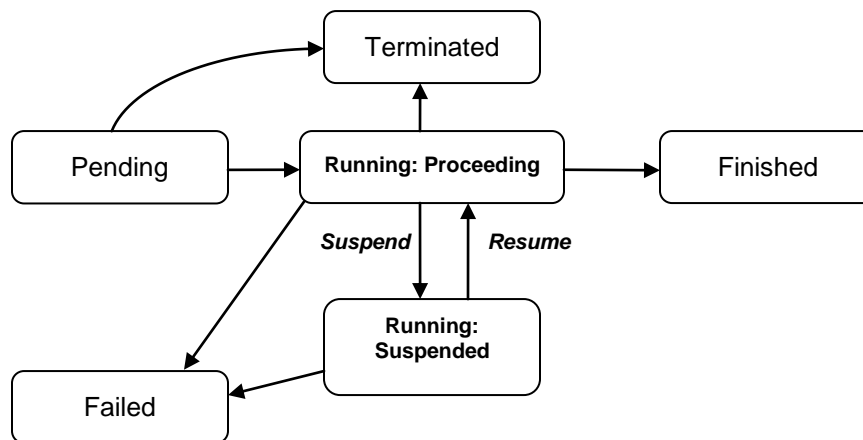 Terminated
Pending
Running: Proceeding
Finished
Suspend
Resume
Running:
Suspended
Failed